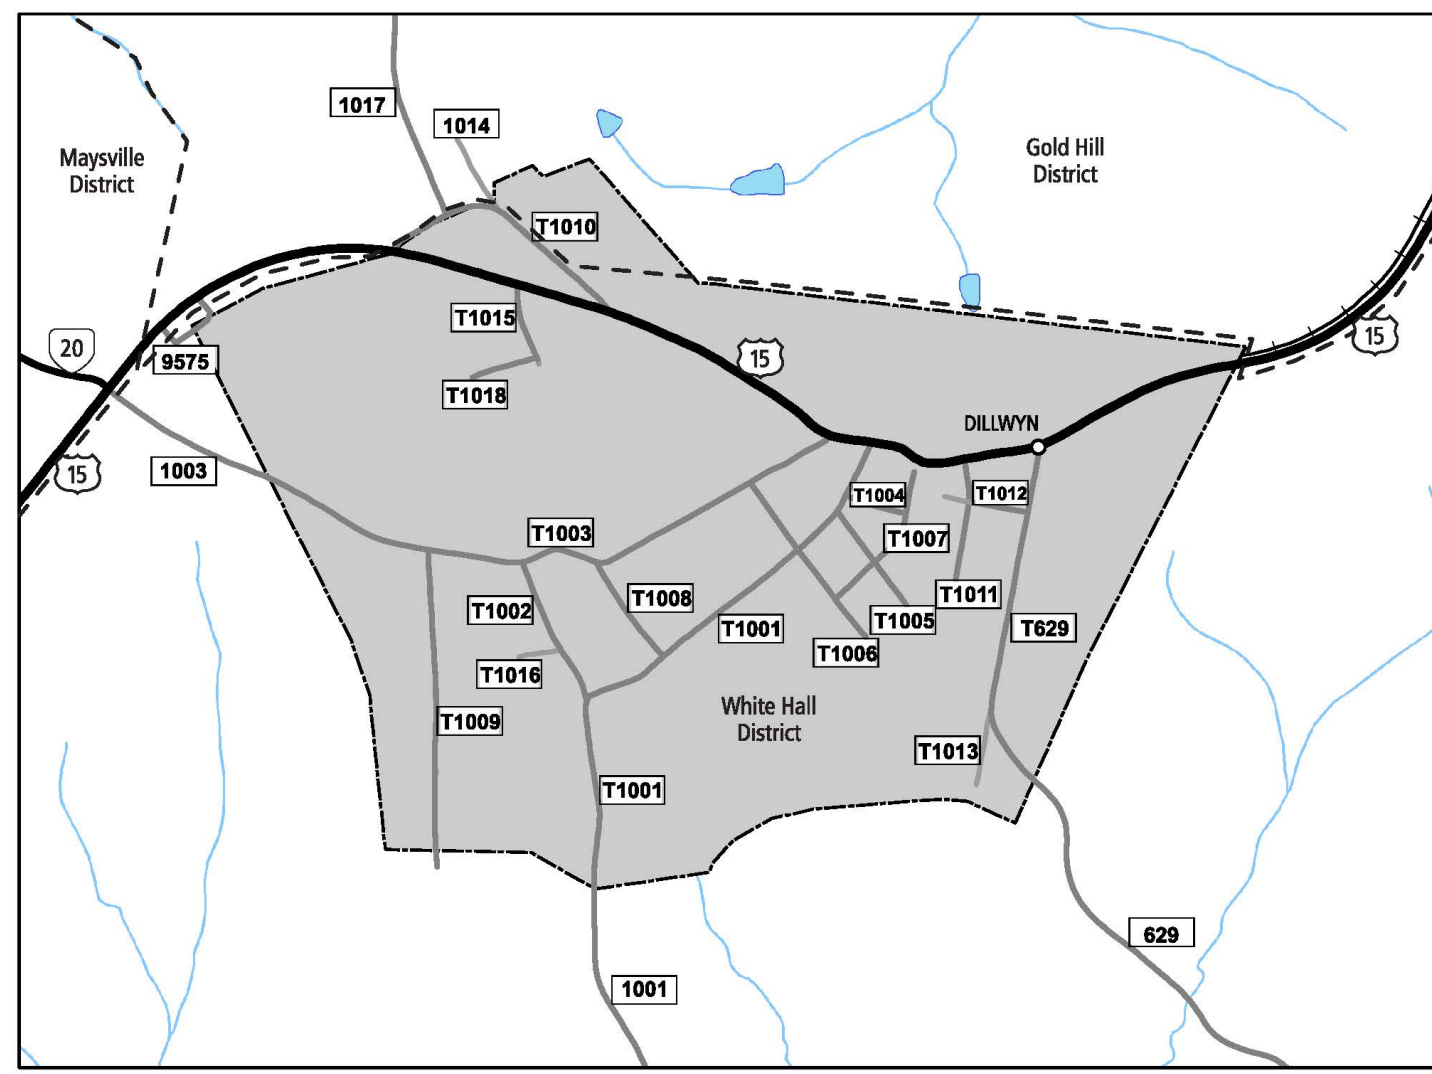 1017
1014
Maysville
District
Gold Hill
District
T1010
T1015
15
20
15
9575
T1018
DILLWYN
1003
15
T1004
T1012
T1003
T1007
T1008
T1011
T1002
T1005
T1001
T629
T1006
T1016
White Hall
District
T1009
T1013
T1001
629
1001